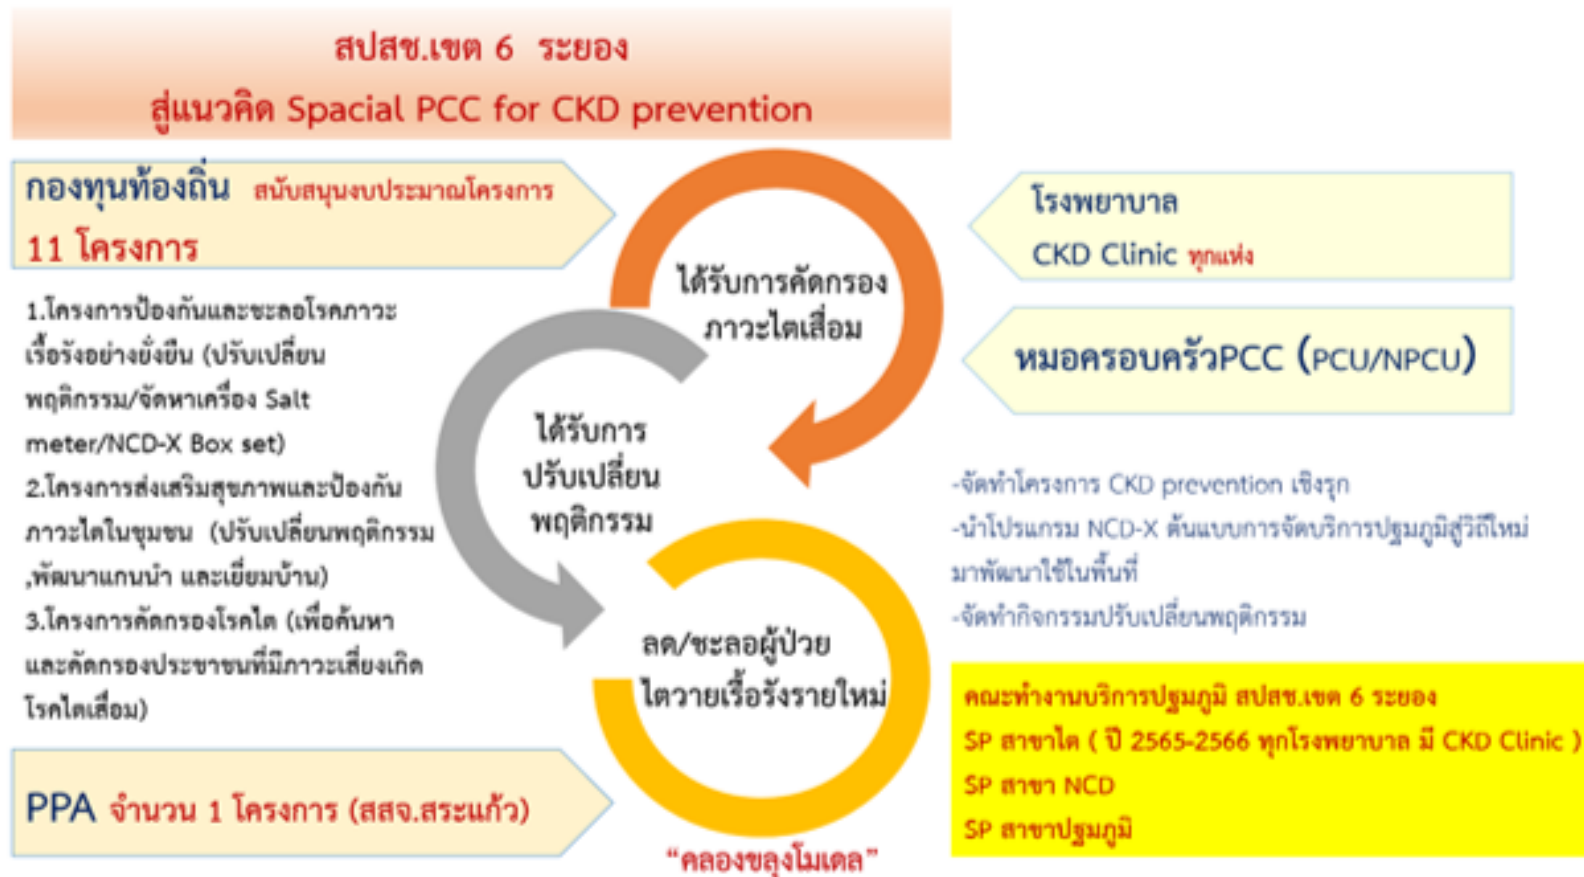 สปสช.เขต 6 ระยอง
สู่แนวคิด Spacial PCC for CKD prevention
กองทุนท้องถิ่น สนับสนุนงบประมาณโครงการ
11 โครงการ
1.โครงการป้องกันและชะลอโรคภาวะ
เรื้อรังอย่างยั่งยืน (ปรับเปลี่ยน
พฤติกรรม/จัดหาเครื่อง Salt
meter/NCD-X Box set)
2.โครงการส่งเสริมสุขภาพและป้องกัน
ภาวะไตในชุมชน (ปรับเปลี่ยนพฤติกรรม
,พัฒนาแกนนำ และเยี่ยมบ้าน)
3.โครงการคัดกรองโรคไต (เพื่อค้นหา
และคัดกรองประชาชนที่มีภาวะเสี่ยงเกิด
โรคไตเสื่อม)
PPA จำนวน 1 โครงการ (สสจ.สระแก้ว)
ได้รับการคัดกรอง
ภาวะไตเสื่อม
ได้รับการ
ปรับเปลี่ยน
พฤติกรรม
ลด/ชะลอผู้ป่วย
ไตวายเรื้อรังรายใหม่
“คลองขลุงโมเดล”
โรงพยาบาล
CKD Clinic ทุกแห่ง
หมอครอบครัวPCC (PCU/NPCU)
-จัดทำโครงการ CKD prevention เชิงรุก
-นำโปรแกรม NCD-X ต้นแบบการจัดบริการปฐมภูมิสู่วิถีใหม่
มาพัฒนาใช้ในพื้นที่
-จัดทำกิจกรรมปรับเปลี่ยนพฤติกรรม
คณะทำงานบริการปฐมภูมิ สปสช.เขต 6 ระยอง
SP สาขาไต ( ปี 2565-2566 ทุกโรงพยาบาล มี CKD Clinic )
SP สาขา NCD
SP สาขาปฐมภูมิ